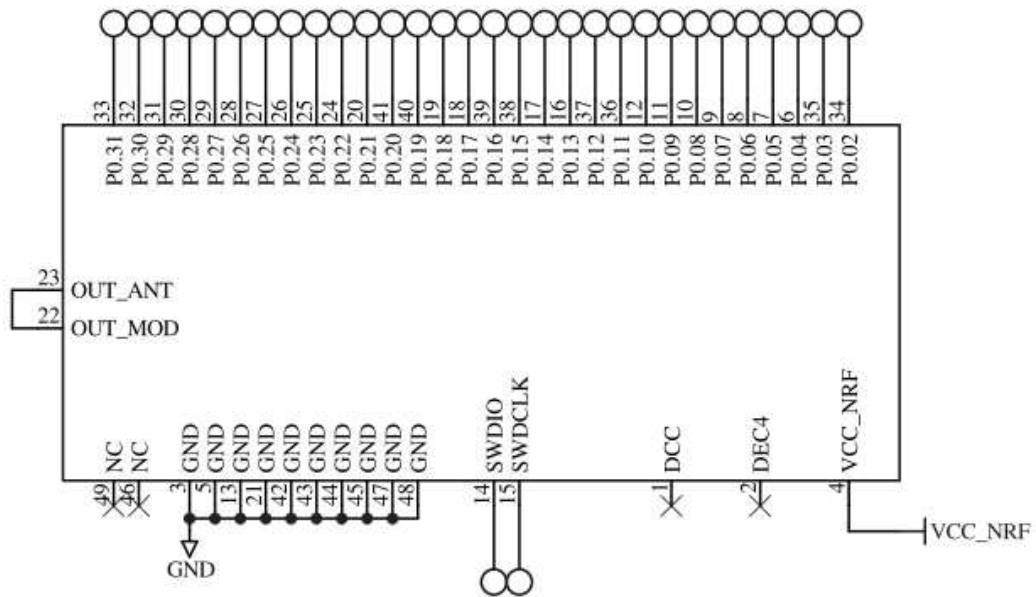 33 32 31 30 29 28 27 26 25 24 20 41 40 19 18 39 38 17 16 37 36 12 11 10 9 8 7 6 35 34
P0.31 P0.30 P0.29 P0.28 P0.27 P0.26 P0.25 P0.24 P0.23 P0.22 P0.21 P0.20 P0.19 P0.18 P0.17 P0.16 P0.15 P0.14 P0.13 P0.12 P0.11 P0.10 P0.09 P0.08 P0.07 P0.06 P0.05 P0.04 P0.03 P0.02
23 OUT_ANT
22 OUT_MOD
NC NC GND GND GND GND GND GND GND GND GND GND SWDIO SWDCLK DCC DEC4 VCC_NRF
49 46 3 5 13 21 42 43 44 45 47 48 14 15 1 2 4
VCC_NRF
GND